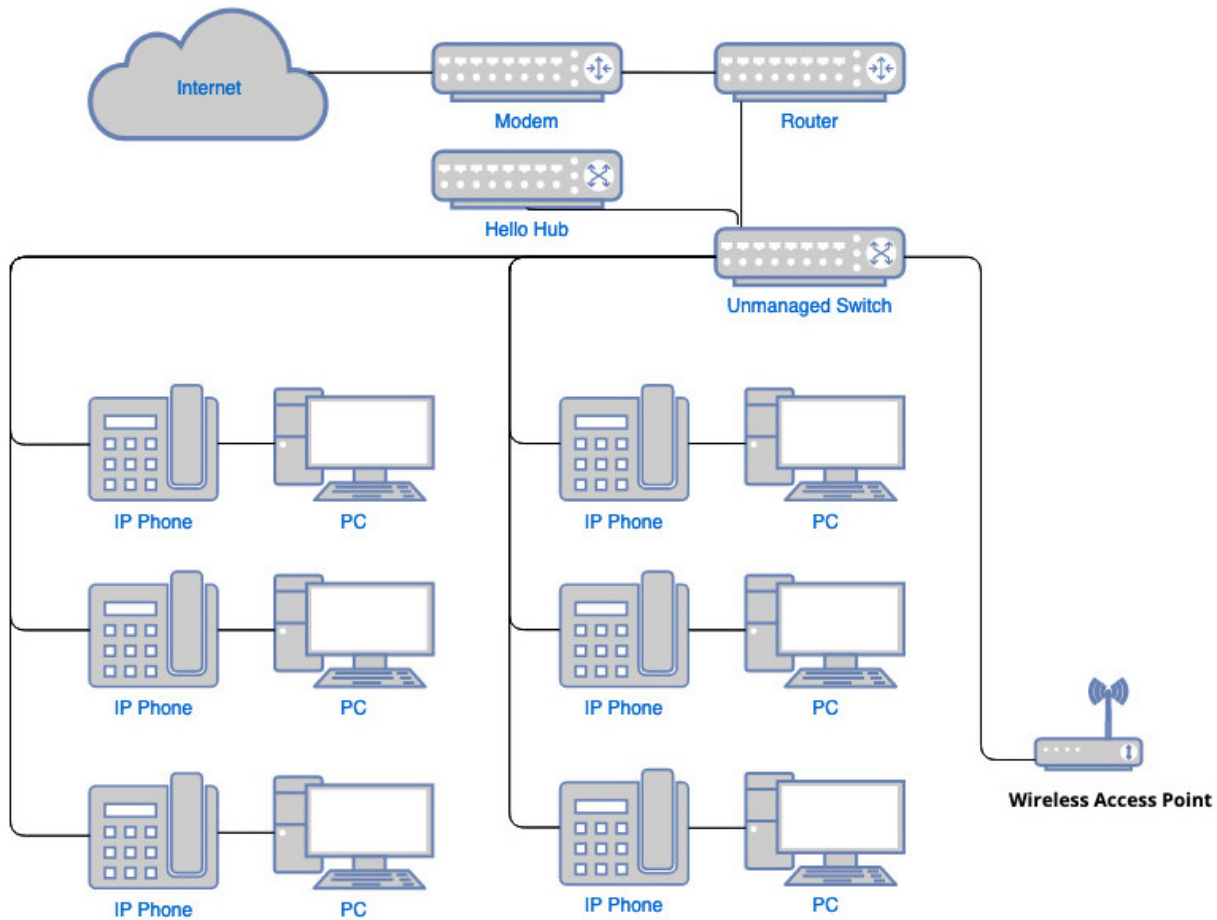 Internet
Modem
Router
Hello Hub
Unmanaged Switch
IP Phone
PC
IP Phone
PC
IP Phone
PC
IP Phone
PC
Wireless Access Point
IP Phone
PC
IP Phone
PC